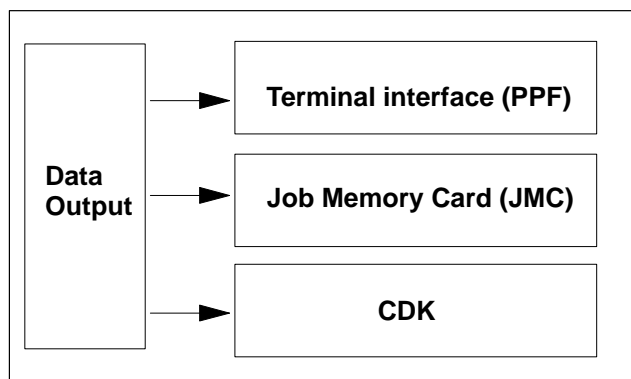 Data
Output
Terminal interface (PPF)
Job Memory Card (JMC)
CDK